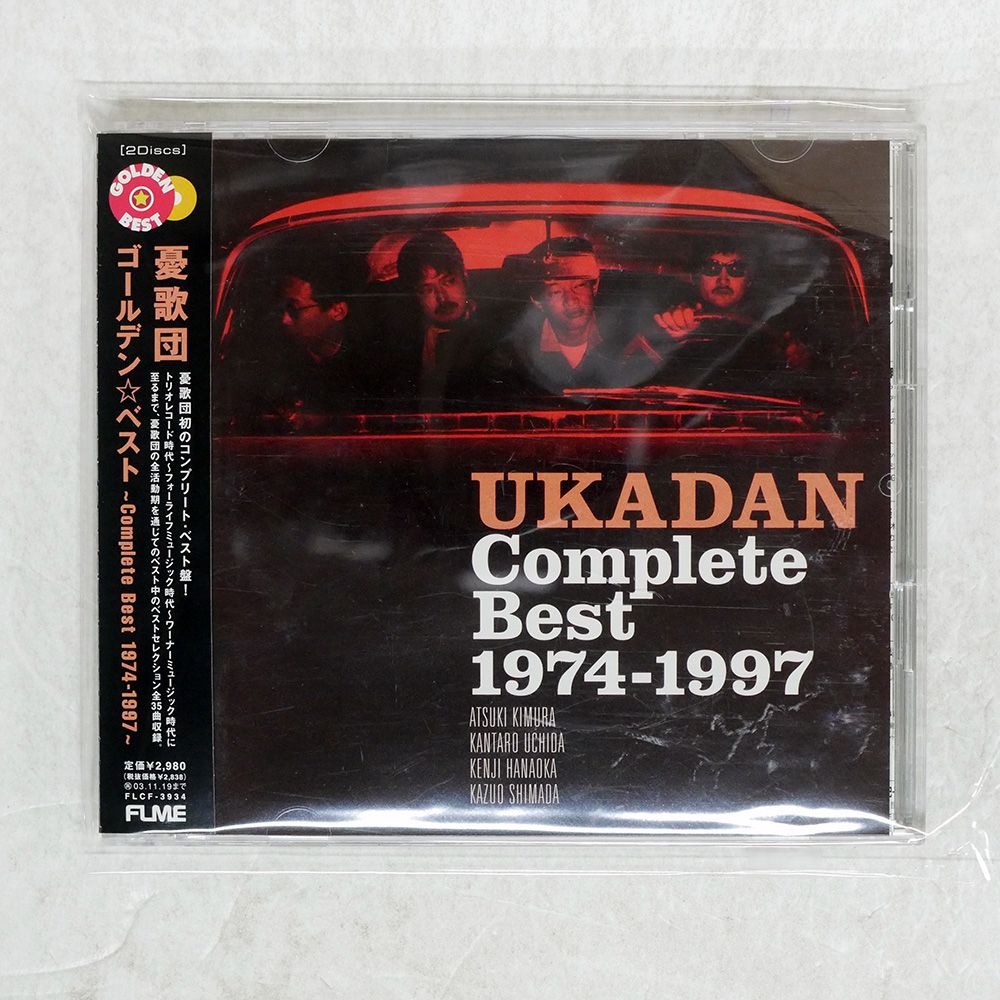 [2Discs]
GOLDEN
BEST
憂歌団
ゴールデン☆ベスト ~Complete Best 1974-1997~
憂歌団初のコンプリート・ベスト盤!
トリオレコード時代~フォーライフミュージック時代~ワーナーミュージック時代に
至るまで、憂歌団の全活動期を通じてのベスト中のベストセレクション全35曲収録。
定価¥2,980
(税抜価格¥2,838)
再03.11.19まで
FLCF-3934
FLME
UKADAN
Complete
Best
1974-1997
ATSUKI KIMURA
KANTARO UCHIDA
KENJI HANAOKA
KAZUO SHIMADA